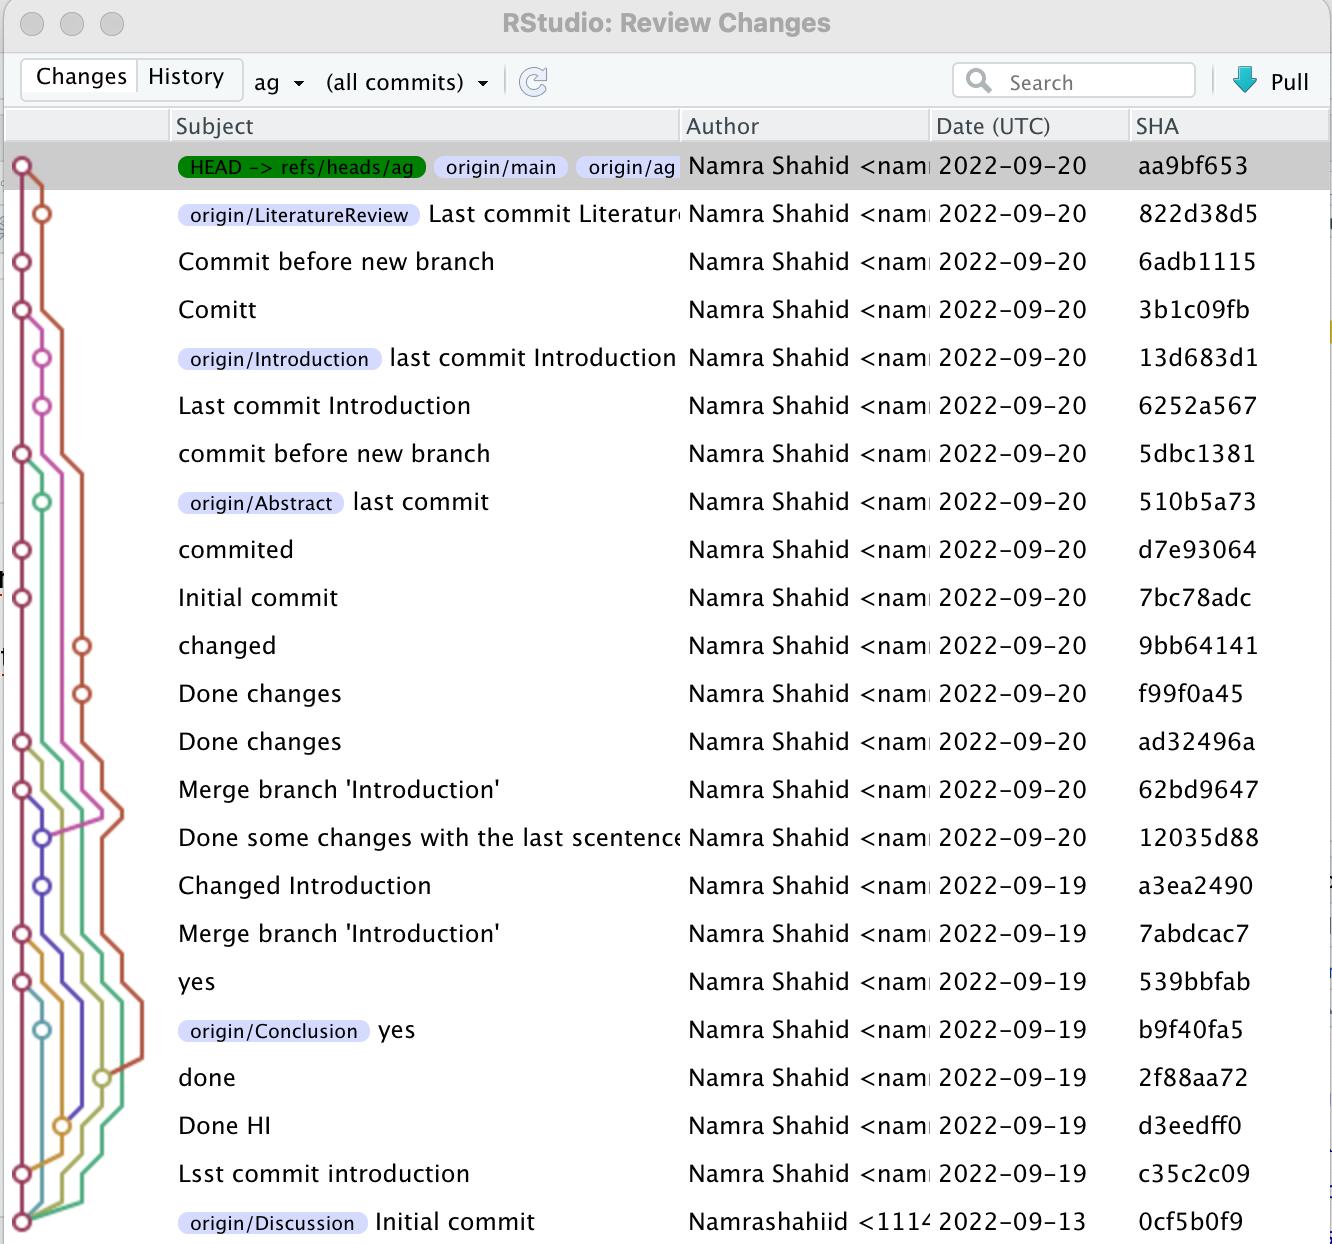 RStudio: Review Changes
Changes History ag (all commits) Search Pull
Subject Author Date (UTC) SHA
HEAD -> refs/heads/ag origin/main origin/ag Namra Shahid <nam 2022-09-20 aa9bf653
origin/LiteratureReview Last commit Literatur Namra Shahid <nam 2022-09-20 822d38d5
Commit before new branch Namra Shahid <nam 2022-09-20 6adb1115
Comitt Namra Shahid <nam 2022-09-20 3b1c09fb
origin/Introduction last commit Introduction Namra Shahid <nam 2022-09-20 13d683d1
Last commit Introduction Namra Shahid <nam 2022-09-20 6252a567
commit before new branch Namra Shahid <nam 2022-09-20 5dbc1381
origin/Abstract last commit Namra Shahid <nam 2022-09-20 510b5a73
commited Namra Shahid <nam 2022-09-20 d7e93064
Initial commit Namra Shahid <nam 2022-09-20 7bc78adc
changed Namra Shahid <nam 2022-09-20 9bb64141
Done changes Namra Shahid <nam 2022-09-20 f99f0a45
Done changes Namra Shahid <nam 2022-09-20 ad32496a
Merge branch 'Introduction' Namra Shahid <nam 2022-09-20 62bd9647
Done some changes with the last scentence Namra Shahid <nam 2022-09-20 12035d88
Changed Introduction Namra Shahid <nam 2022-09-19 a3ea2490
Merge branch 'Introduction' Namra Shahid <nam 2022-09-19 7abdcac7
yes Namra Shahid <nam 2022-09-19 539bbfab
origin/Conclusion yes Namra Shahid <nam 2022-09-19 b9f40fa5
done Namra Shahid <nam 2022-09-19 2f88aa72
Done HI Namra Shahid <nam 2022-09-19 d3eedff0
Lsst commit introduction Namra Shahid <nam 2022-09-19 c35c2c09
origin/Discussion Initial commit Namrashahiid <1114 2022-09-13 0cf5b0f9